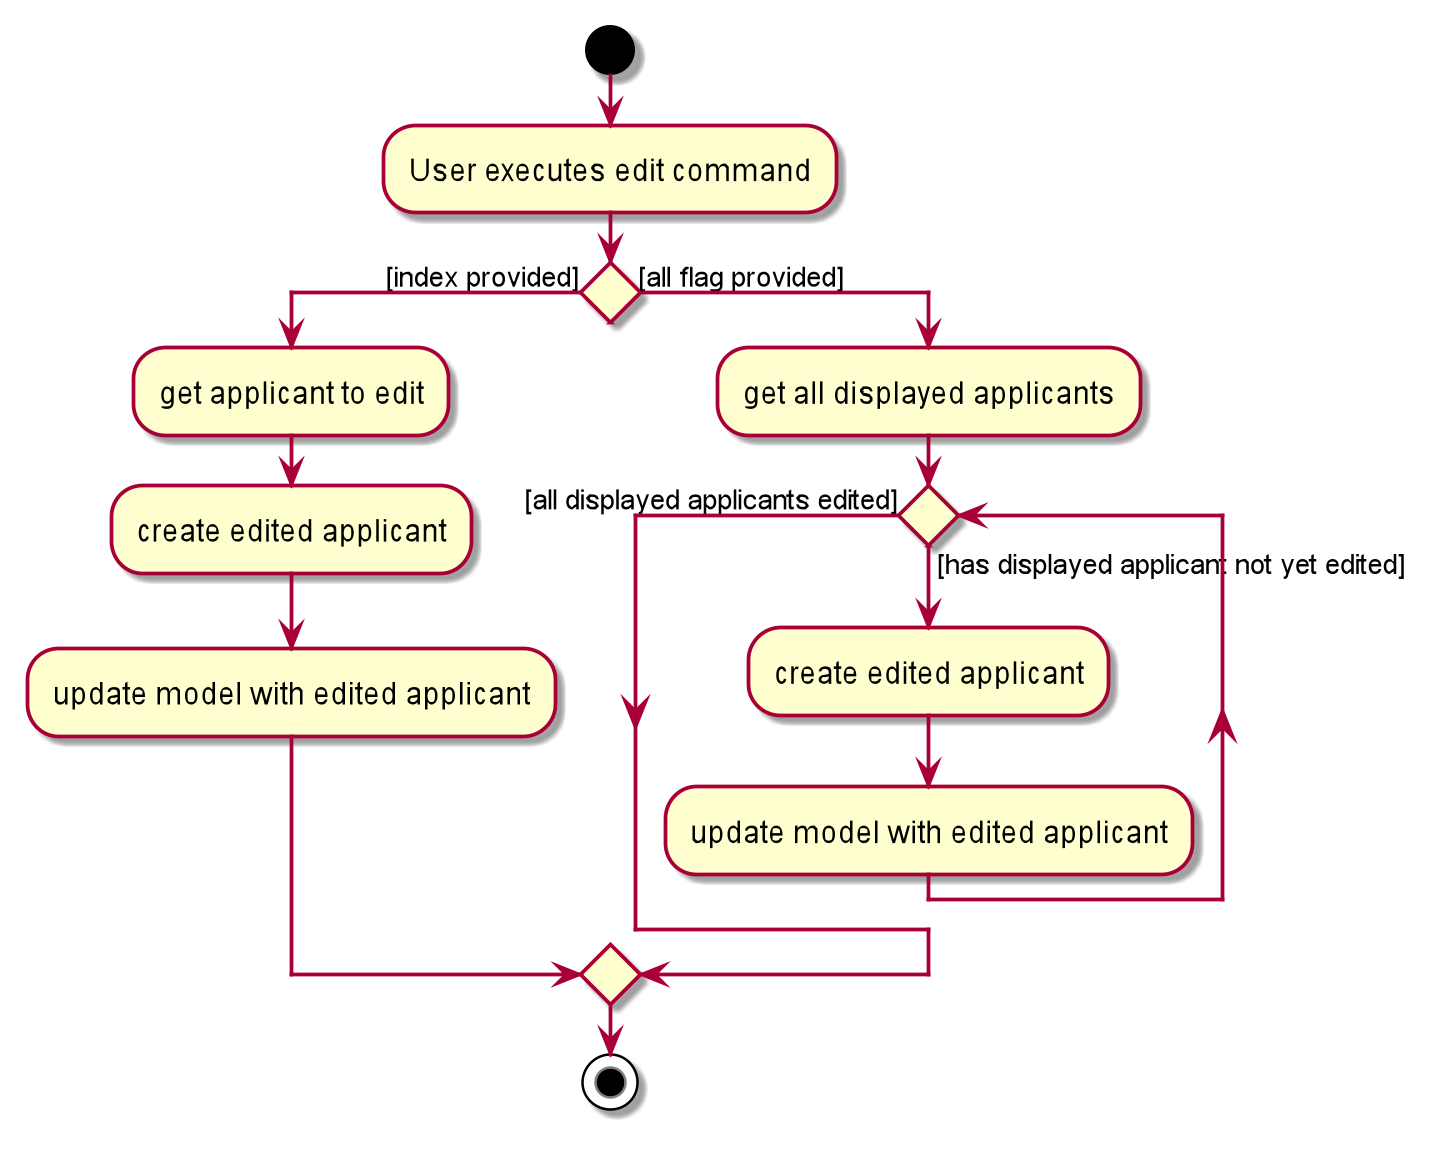 User executes edit command
[index provided]
[all flag provided]
get applicant to edit
get all displayed applicants
create edited applicant
[all displayed applicants edited]
[has displayed applicant not yet edited]
update model with edited applicant
create edited applicant
update model with edited applicant